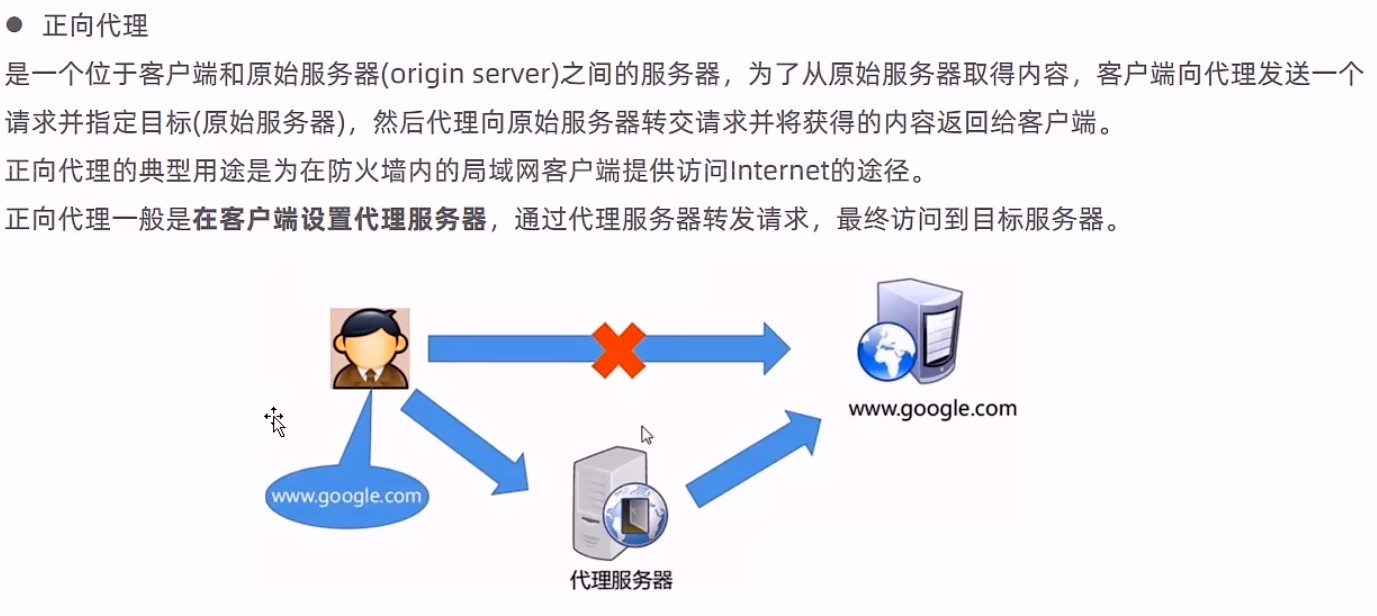 ● 正向代理
是一个位于客户端和原始服务器(origin server)之间的服务器，为了从原始服务器取得内容，客户端向代理发送一个
请求并指定目标(原始服务器)，然后代理向原始服务器转交请求并将获得的内容返回给客户端。
正向代理的典型用途是为在防火墙内的局域网客户端提供访问Internet的途径。
正向代理一般是在客户端设置代理服务器，通过代理服务器转发请求，最终访问到目标服务器。
www.google.com
www.google.com
代理服务器